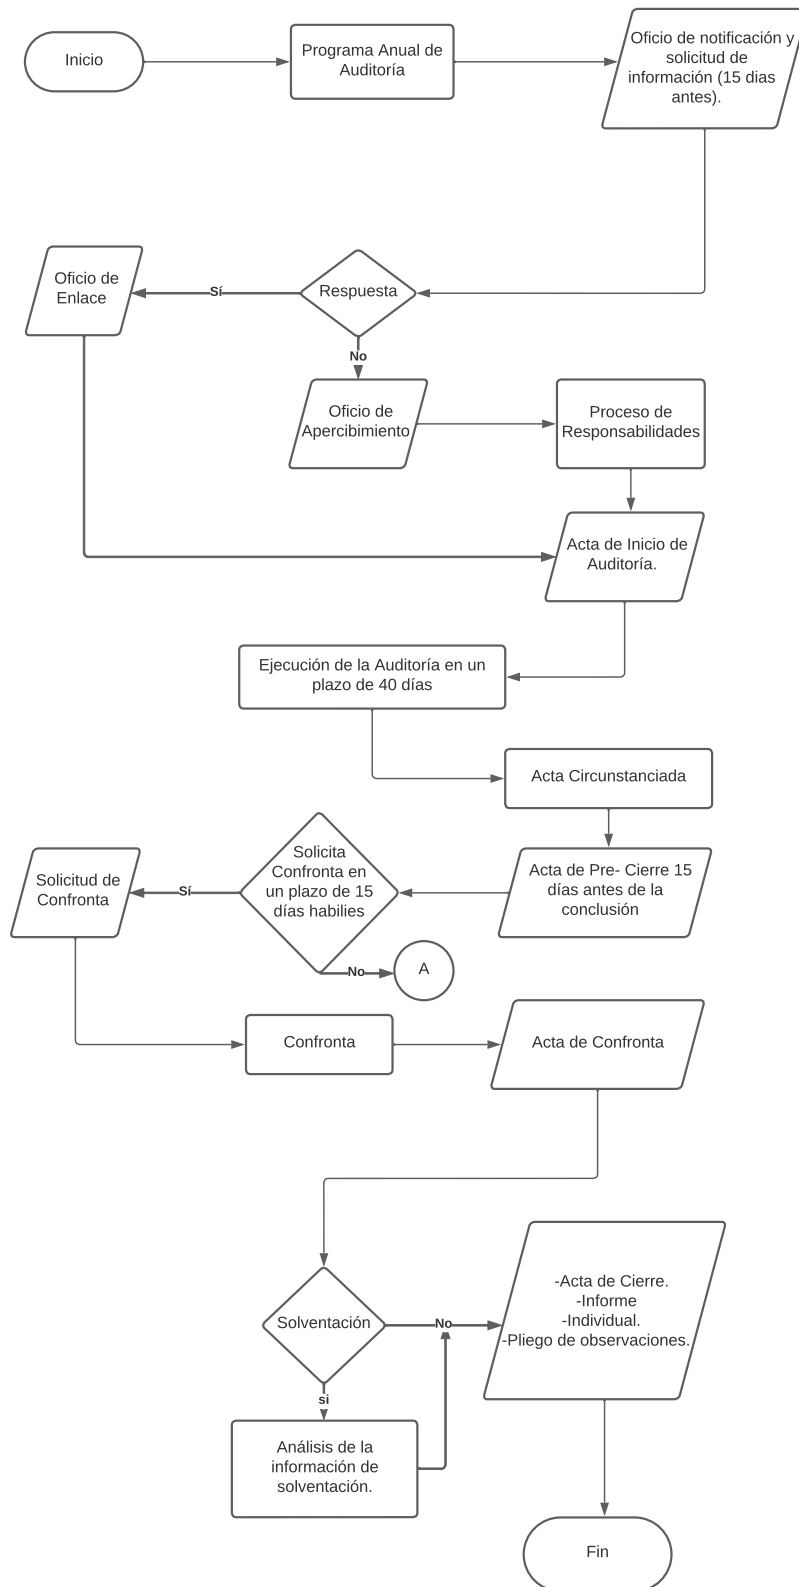 Inicio
Programa Anual de
Auditoría
Oficio de notificación y
solicitud de
información (15 dias
antes).
Oficio de
Enlace
Sí
Respuesta
No
Oficio de
Apercibimiento
Proceso de
Responsabilidades
Acta de Inicio de
Auditoría.
Ejecución de la Auditoría en un
plazo de 40 días
Acta Circunstanciada
Solicitud de
Confronta
Sí
Solicita
Confronta en
un plazo de 15
días habilies
Acta de Pre- Cierre 15
días antes de la
conclusión
No
A
Confronta
Acta de Confronta
Solventación
No
-Acta de Cierre.
-Informe
-Individual.
-Pliego de observaciones.
si
Análisis de la
información de
solventación.
Fin